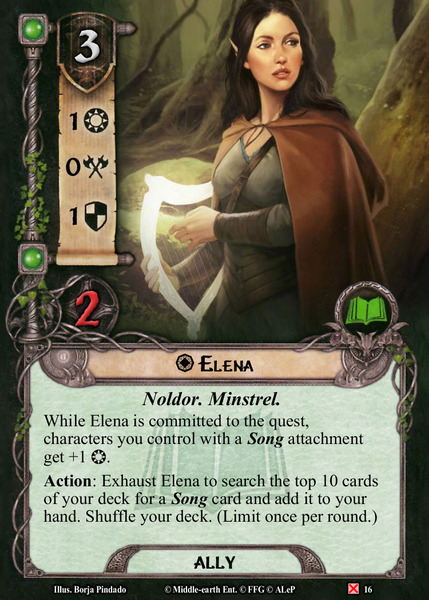 3
1
0
1
2
Elena
Noldor. Minstrel.
While Elena is committed to the quest,
characters you control with a Song attachment
get +1 .
Action: Exhaust Elena to search the top 10 cards
of your deck for a Song card and add it to your
hand. Shuffle your deck. (Limit once per round.)
ALLY
Illus. Borja Pindado © Middle-earth Ent. © FFG © ALeP 16